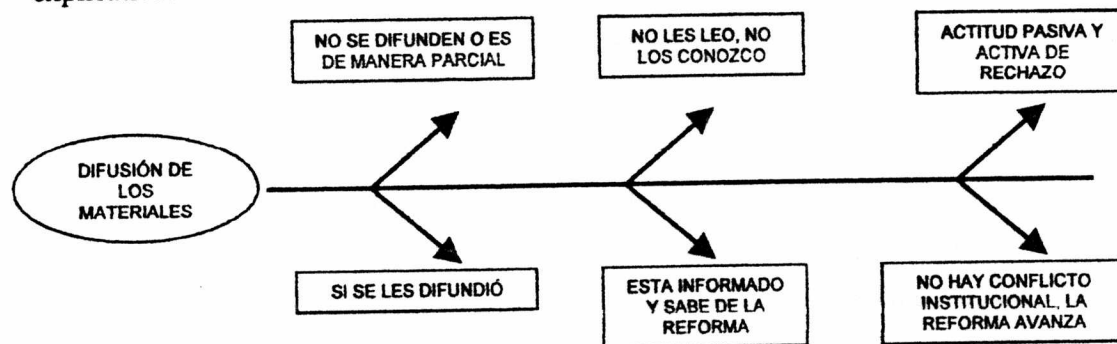 NO SE DIFUNDEN O ES
DE MANERA PARCIAL
NO LES LEO, NO
LOS CONOZCO
ACTITUD PASIVA Y
ACTIVA DE
RECHAZO
DIFUSIÓN DE
LOS
MATERIALES
SI SE LES DIFUNDIÓ
ESTA INFORMADO
Y SABE DE LA
REFORMA
NO HAY CONFLICTO
INSTITUCIONAL, LA
REFORMA AVANZA